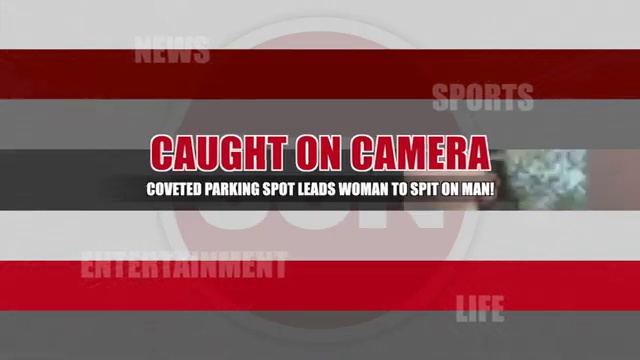 NEWS
SPORTS
CAUGHT ON CAMERA
COVETED PARKING SPOT LEADS WOMAN TO SPIT ON MAN!
ENTERTAINMENT
LIFE